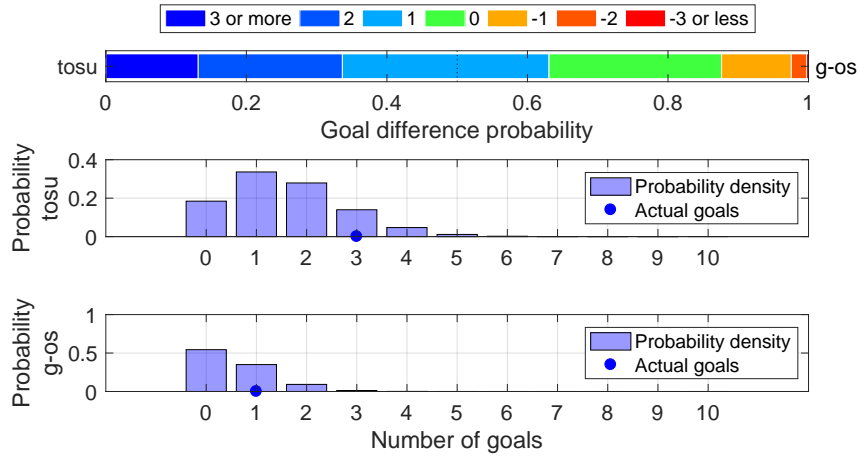 3 or more 2 1 0 -1 -2 -3 or less
tosu g-os
0 0.2 0.4 0.6 0.8 1
Goal difference probability
Probability
tosu
0.4
0.2
0
Probability density
Actual goals
0 1 2 3 4 5 6 7 8 9 10
Probability
g-os
1
0.5
0
Probability density
Actual goals
0 1 2 3 4 5 6 7 8 9 10
Number of goals